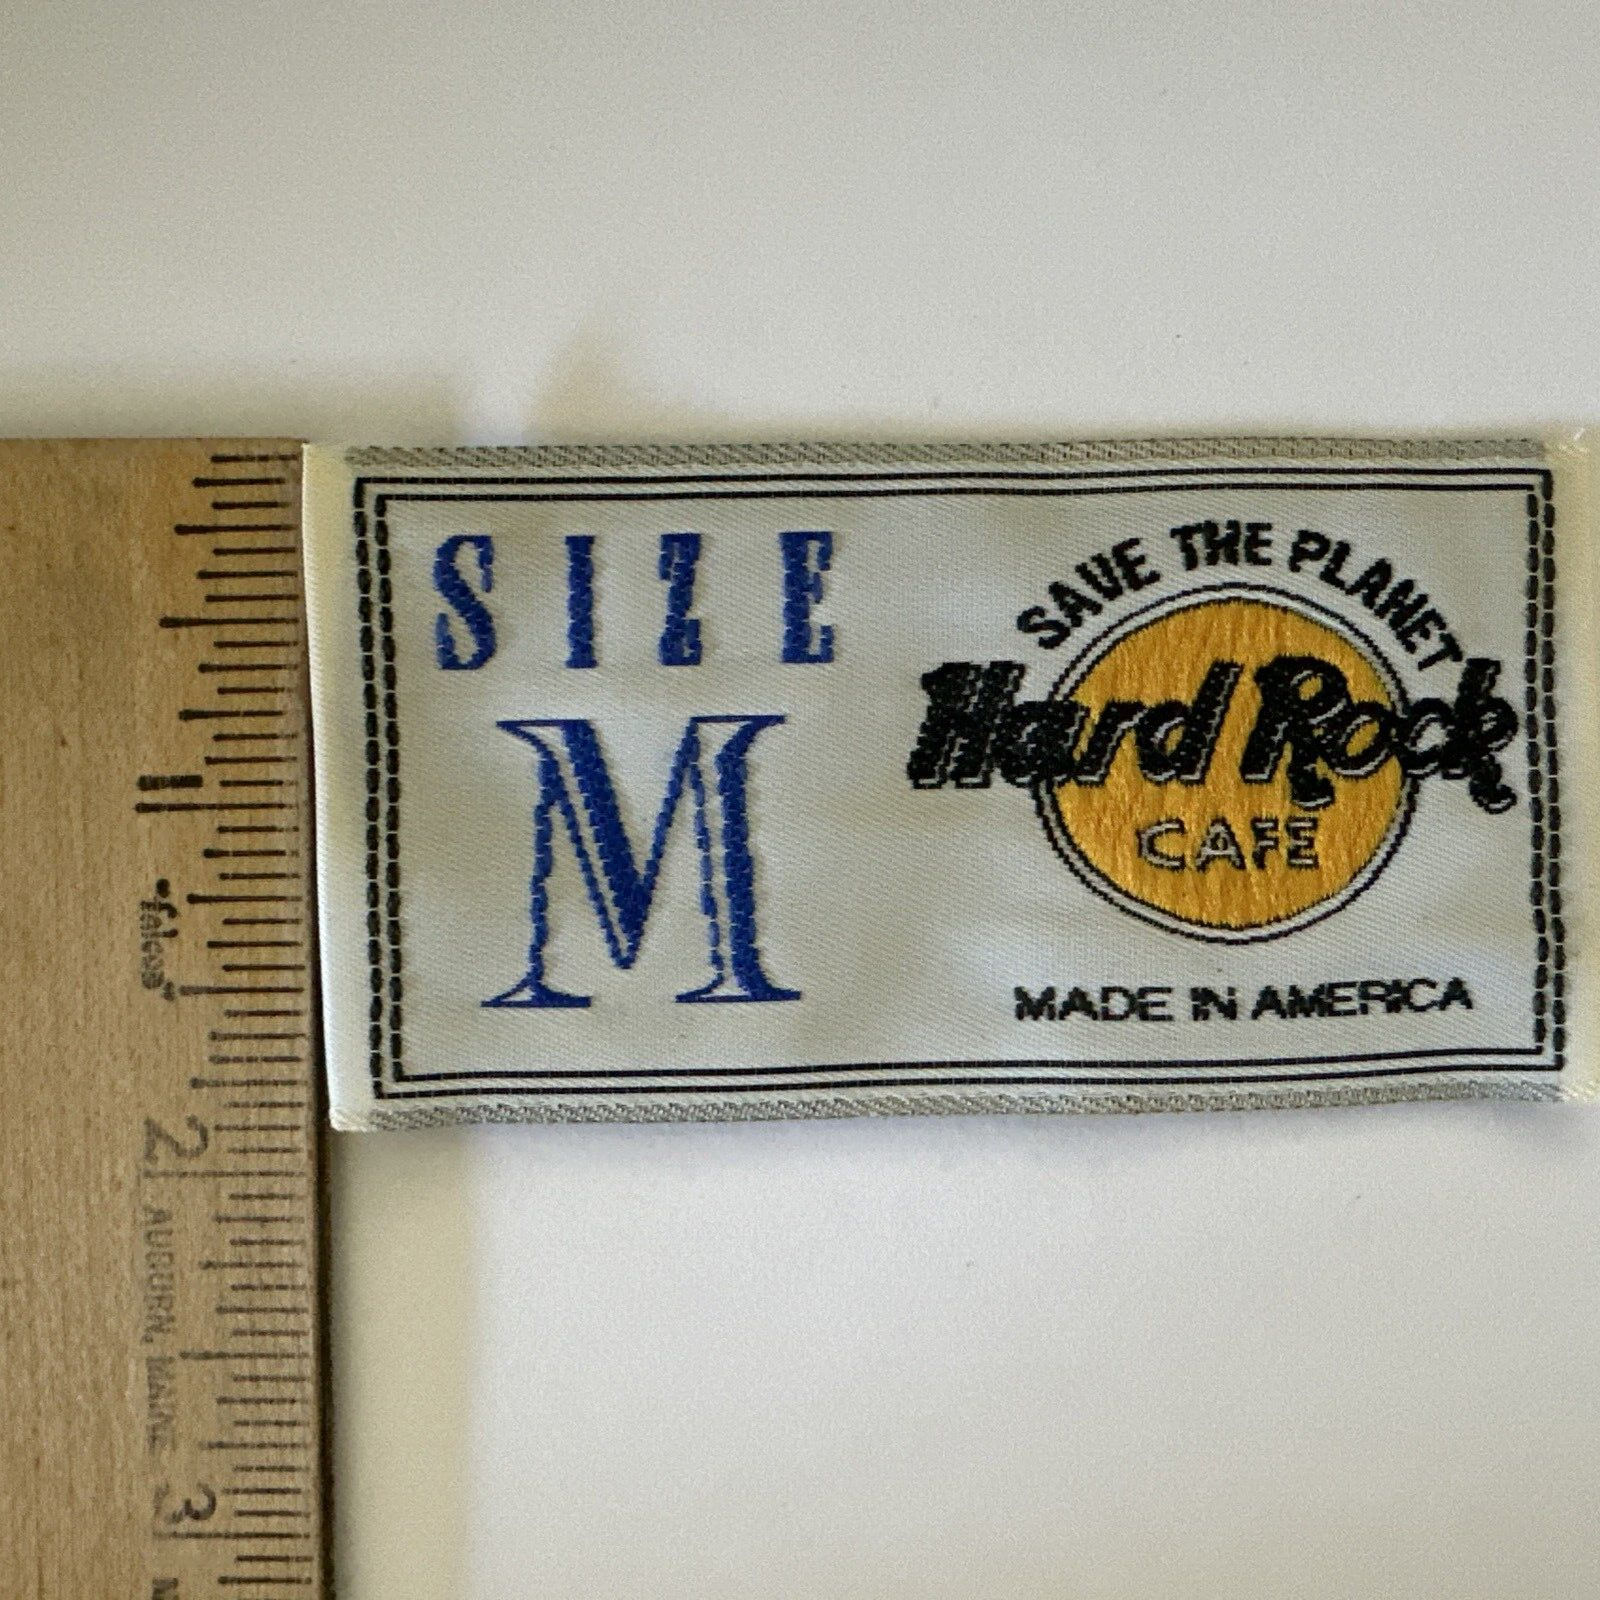 SIZE
M
SAVE THE PLANET
Hard Rock
CAFE
MADE IN AMERICA
1
2
AUBURN, MAINE
3